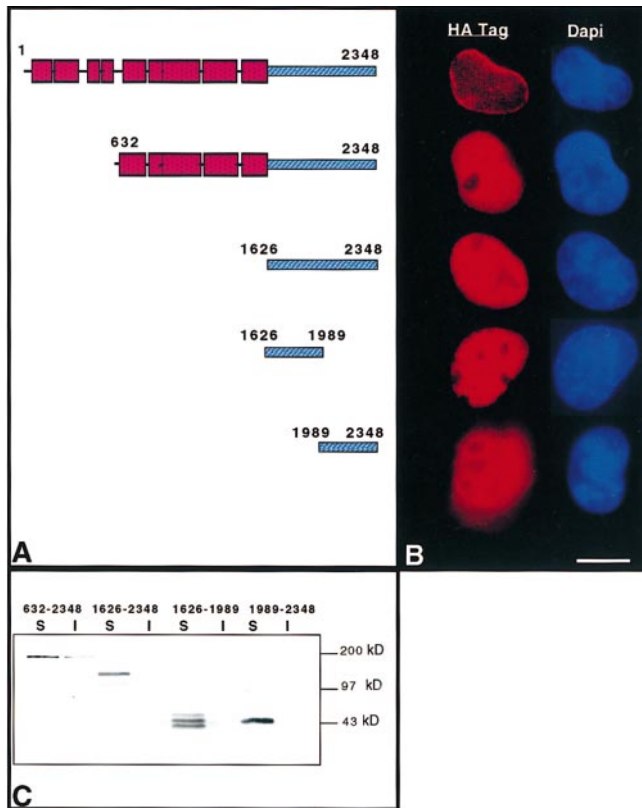 1
2348
632
2348
1626 2348
1626 1989
1989 2348
A
HA Tag Dapi
B
632-2348 1626-2348 1626-1989 1989-2348
S I S I S I S I
200 kD
97 kD
43 kD
C